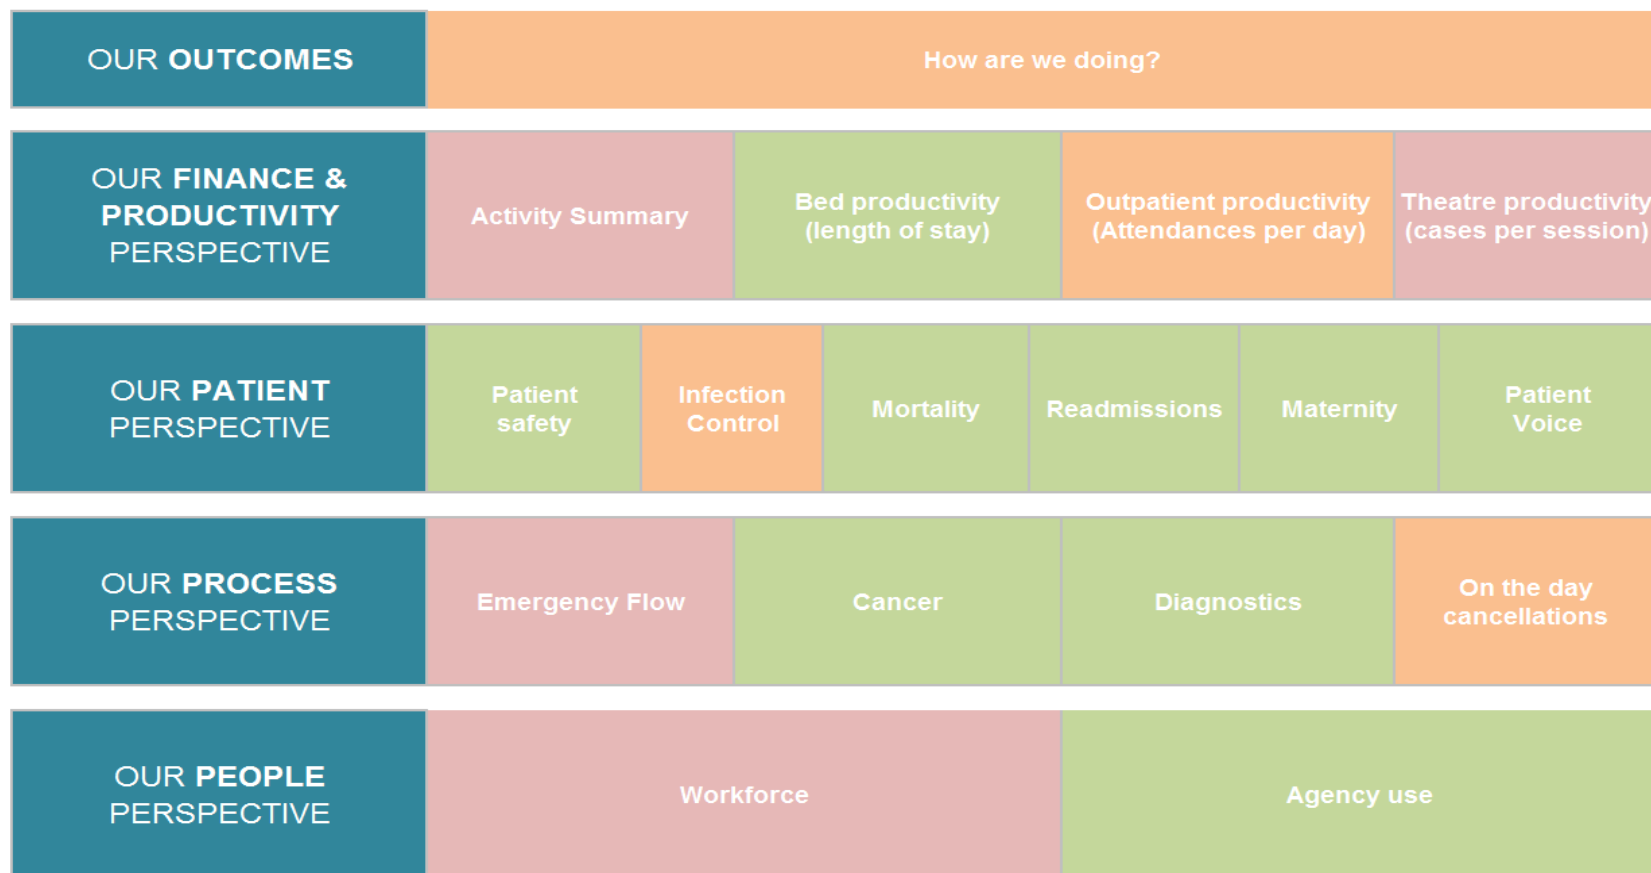 OUR OUTCOMES
How are we doing?
OUR FINANCE &
PRODUCTIVITY
PERSPECTIVE
Activity Summary
Bed productivity
(length of stay)
Outpatient productivity
(Attendances per day)
Theatre productivity
(cases per session)
OUR PATIENT
PERSPECTIVE
Patient
safety
Infection
Control
Mortality
Readmissions
Maternity
Patient
Voice
OUR PROCESS
PERSPECTIVE
Emergency Flow
Cancer
Diagnostics
On the day
cancellations
OUR PEOPLE
PERSPECTIVE
Workforce
Agency use